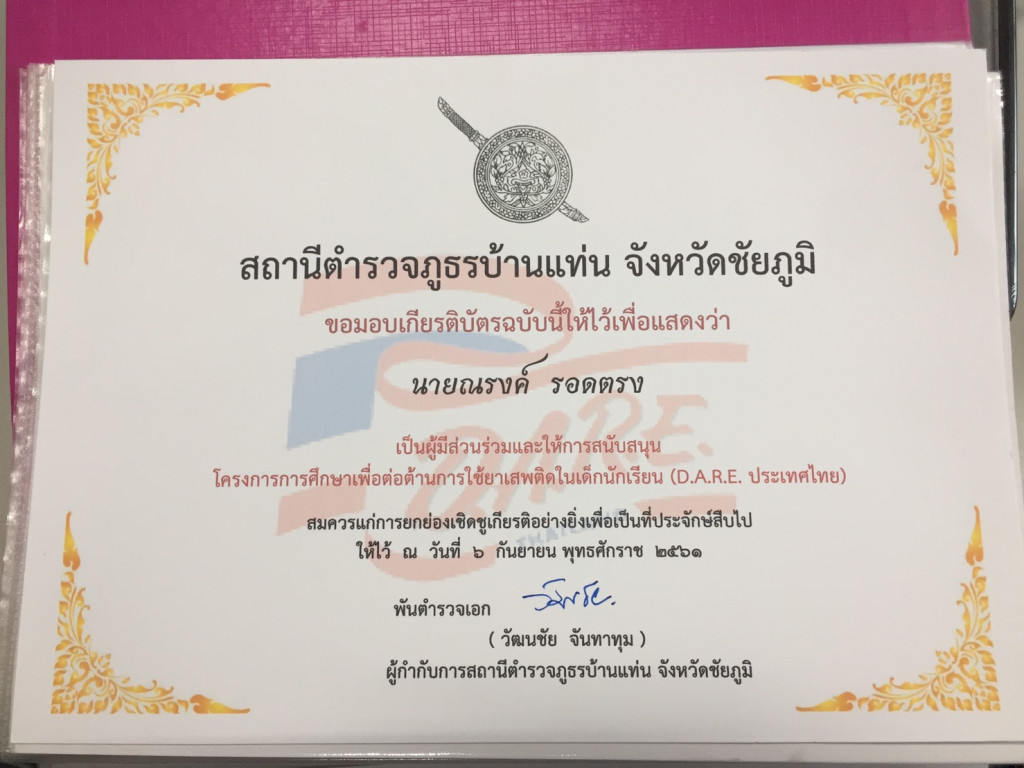 สถานีตำรวจภูธรบ้านแท่น จังหวัดชัยภูมิ
ขอมอบเกียรติบัตรฉบับนี้ให้ไว้เพื่อแสดงว่า
นายณรงค์ รอดตรง
เป็นผู้มีส่วนร่วมและให้การสนับสนุน
โครงการการศึกษาเพื่อต่อต้านการใช้ยาเสพติดในเด็กนักเรียน (D.A.R.E. ประเทศไทย)
สมควรแก่การยกย่องเชิดชูเกียรติอย่างยิ่งเพื่อเป็นที่ประจักษ์สืบไป
ให้ไว้ ณ วันที่ ๖ กันยายน พุทธศักราช ๒๕๖๑
พันตำรวจเอก
( วัฒนชัย จันทาทุม )
ผู้กำกับการสถานีตำรวจภูธรบ้านแท่น จังหวัดชัยภูมิ
D.A.R.E.
THAILAND